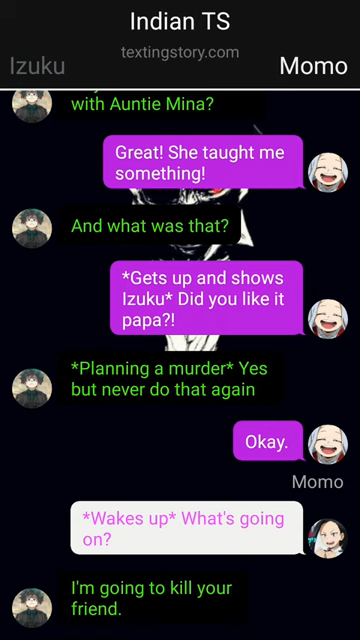 Indian TS
textingstory.com
Izuku
Momo
with Auntie Mina?
Great! She taught me
something!
And what was that?
*Gets up and shows
Izuku* Did you like it
papa?!
*Planning a murder* Yes
but never do that again
Okay.
Momo
*Wakes up* What's going
on?
I'm going to kill your
friend.